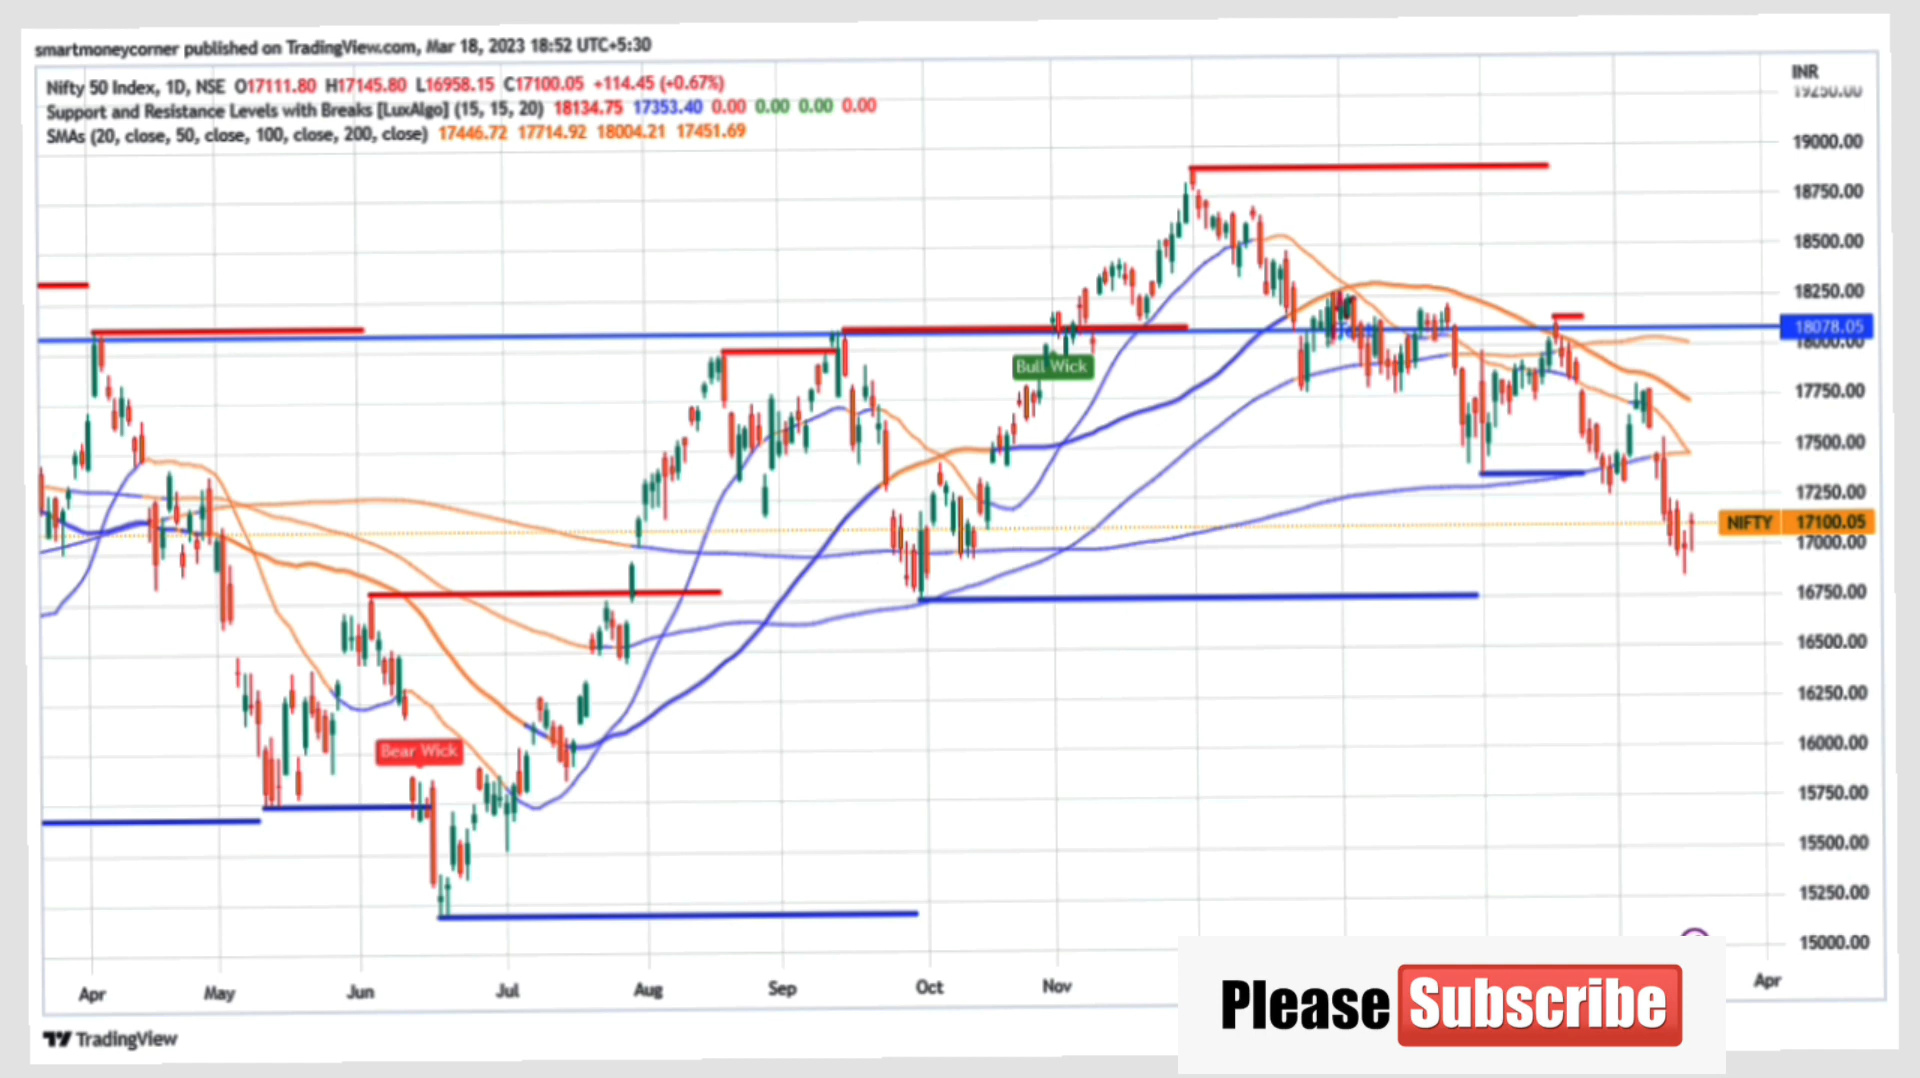 smartmoneycorner published on TradingView.com, Mar 18, 2023 18:52 UTC+5:30
Nifty 50 Index, 1D, NSE O17111.80 H17145.80 L16958.15 C17100.05 +114.45 (+0.67%)
Support and Resistance Levels with Breaks [LuxAlgo] (15, 15, 20) 18134.75 17353.40 0.00 0.00 0.00 0.00
SMAs (20, close, 50, close, 100, close, 200, close) 17446.72 17714.92 18004.21 17451.69
INR
19250.00
19000.00
18750.00
18500.00
18250.00
18078.05
18000.00
17750.00
17500.00
17250.00
NIFTY 17100.05
17000.00
16750.00
16500.00
16250.00
16000.00
15750.00
15500.00
15250.00
15000.00
Bull Wick
Bear Wick
Apr May Jun Jul Aug Sep Oct Nov Apr
Please Subscribe
TradingView